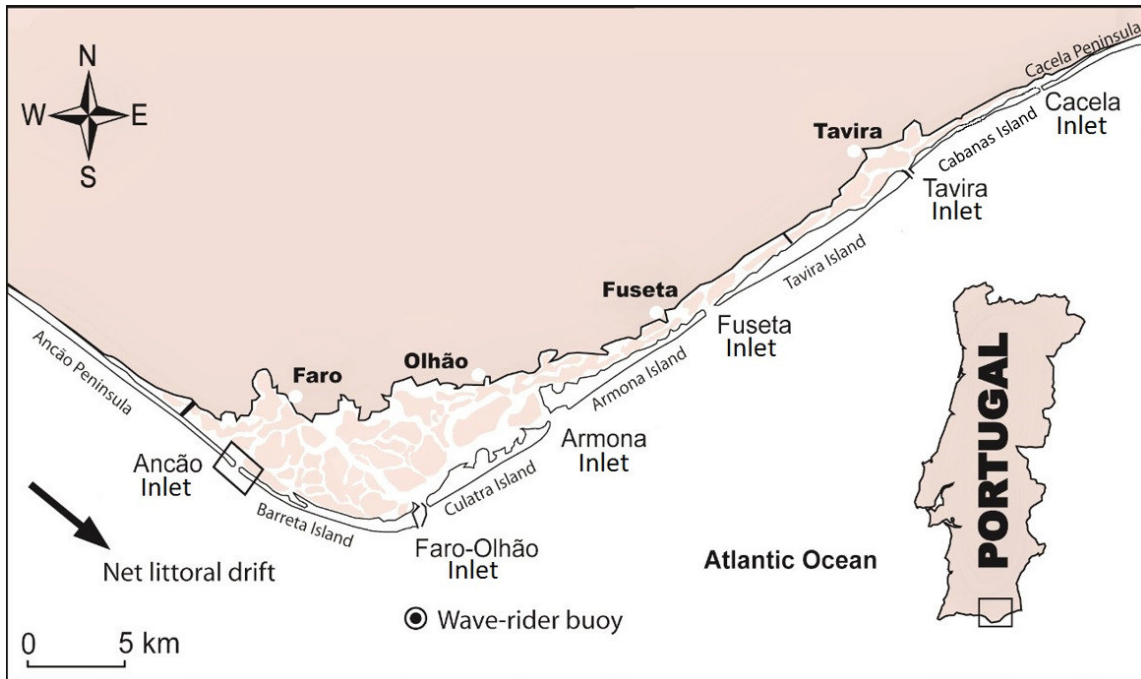 N
W E
S
Cacela Peninsula
Cacela
Inlet
Cabanas Island
Tavira
Tavira
Inlet
Tavira Island
Fuseta
Fuseta
Inlet
Armona Island
Olhão
Faro
Armona
Inlet
Ancão Peninsula
Ancão
Inlet
Culatra Island
Barreta Island
Faro-Olhão
Inlet
Net littoral drift
Atlantic Ocean
Wave-rider buoy
0 5 km
PORTUGAL